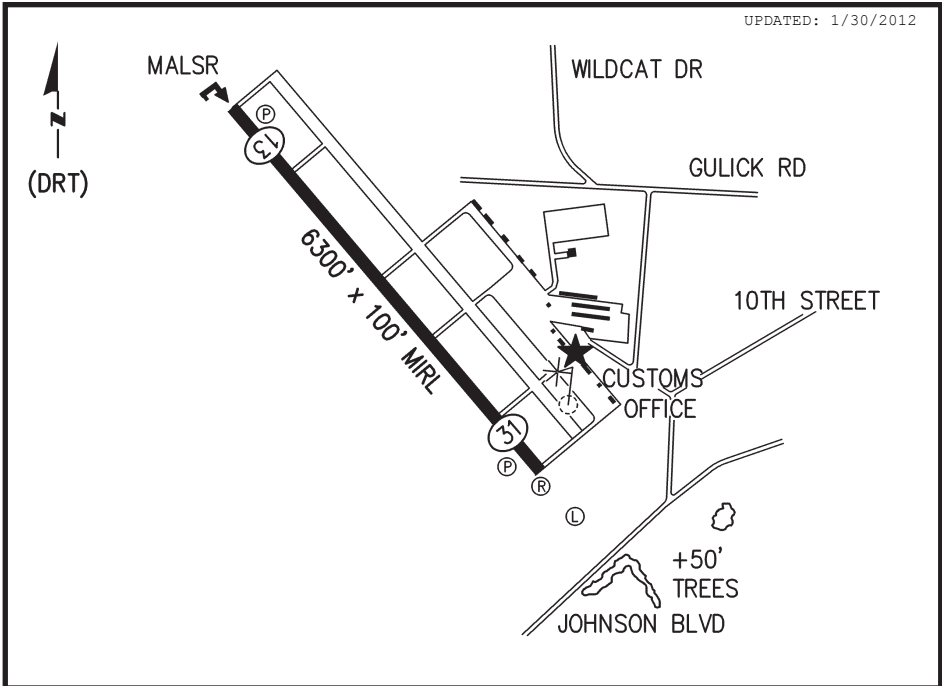 UPDATED: 1/30/2012
MALSR
WILDCAT DR
N
P
13
GULICK RD
(DRT)
6300' x 100' MIRL
10TH STREET
CUSTOMS
OFFICE
31
P
R
L
+50'
TREES
JOHNSON BLVD